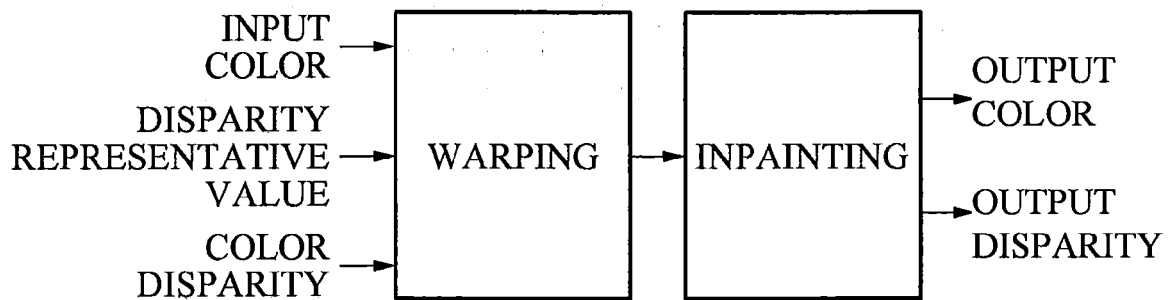 INPUT
COLOR
DISPARITY
REPRESENTATIVE
VALUE
COLOR
DISPARITY
WARPING
INPAINTING
OUTPUT
COLOR
OUTPUT
DISPARITY